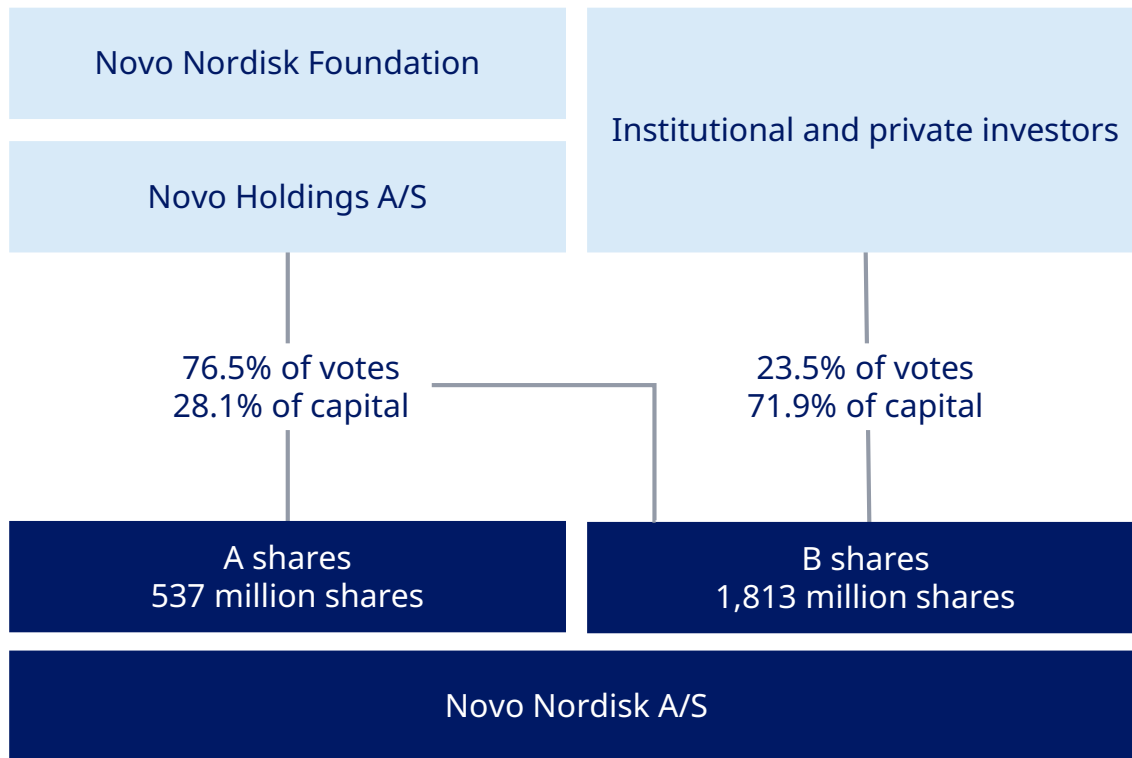 Novo Nordisk Foundation
Novo Holdings A/S
Institutional and private investors
76.5% of votes
28.1% of capital
23.5% of votes
71.9% of capital
A shares
537 million shares
B shares
1,813 million shares
Novo Nordisk A/S